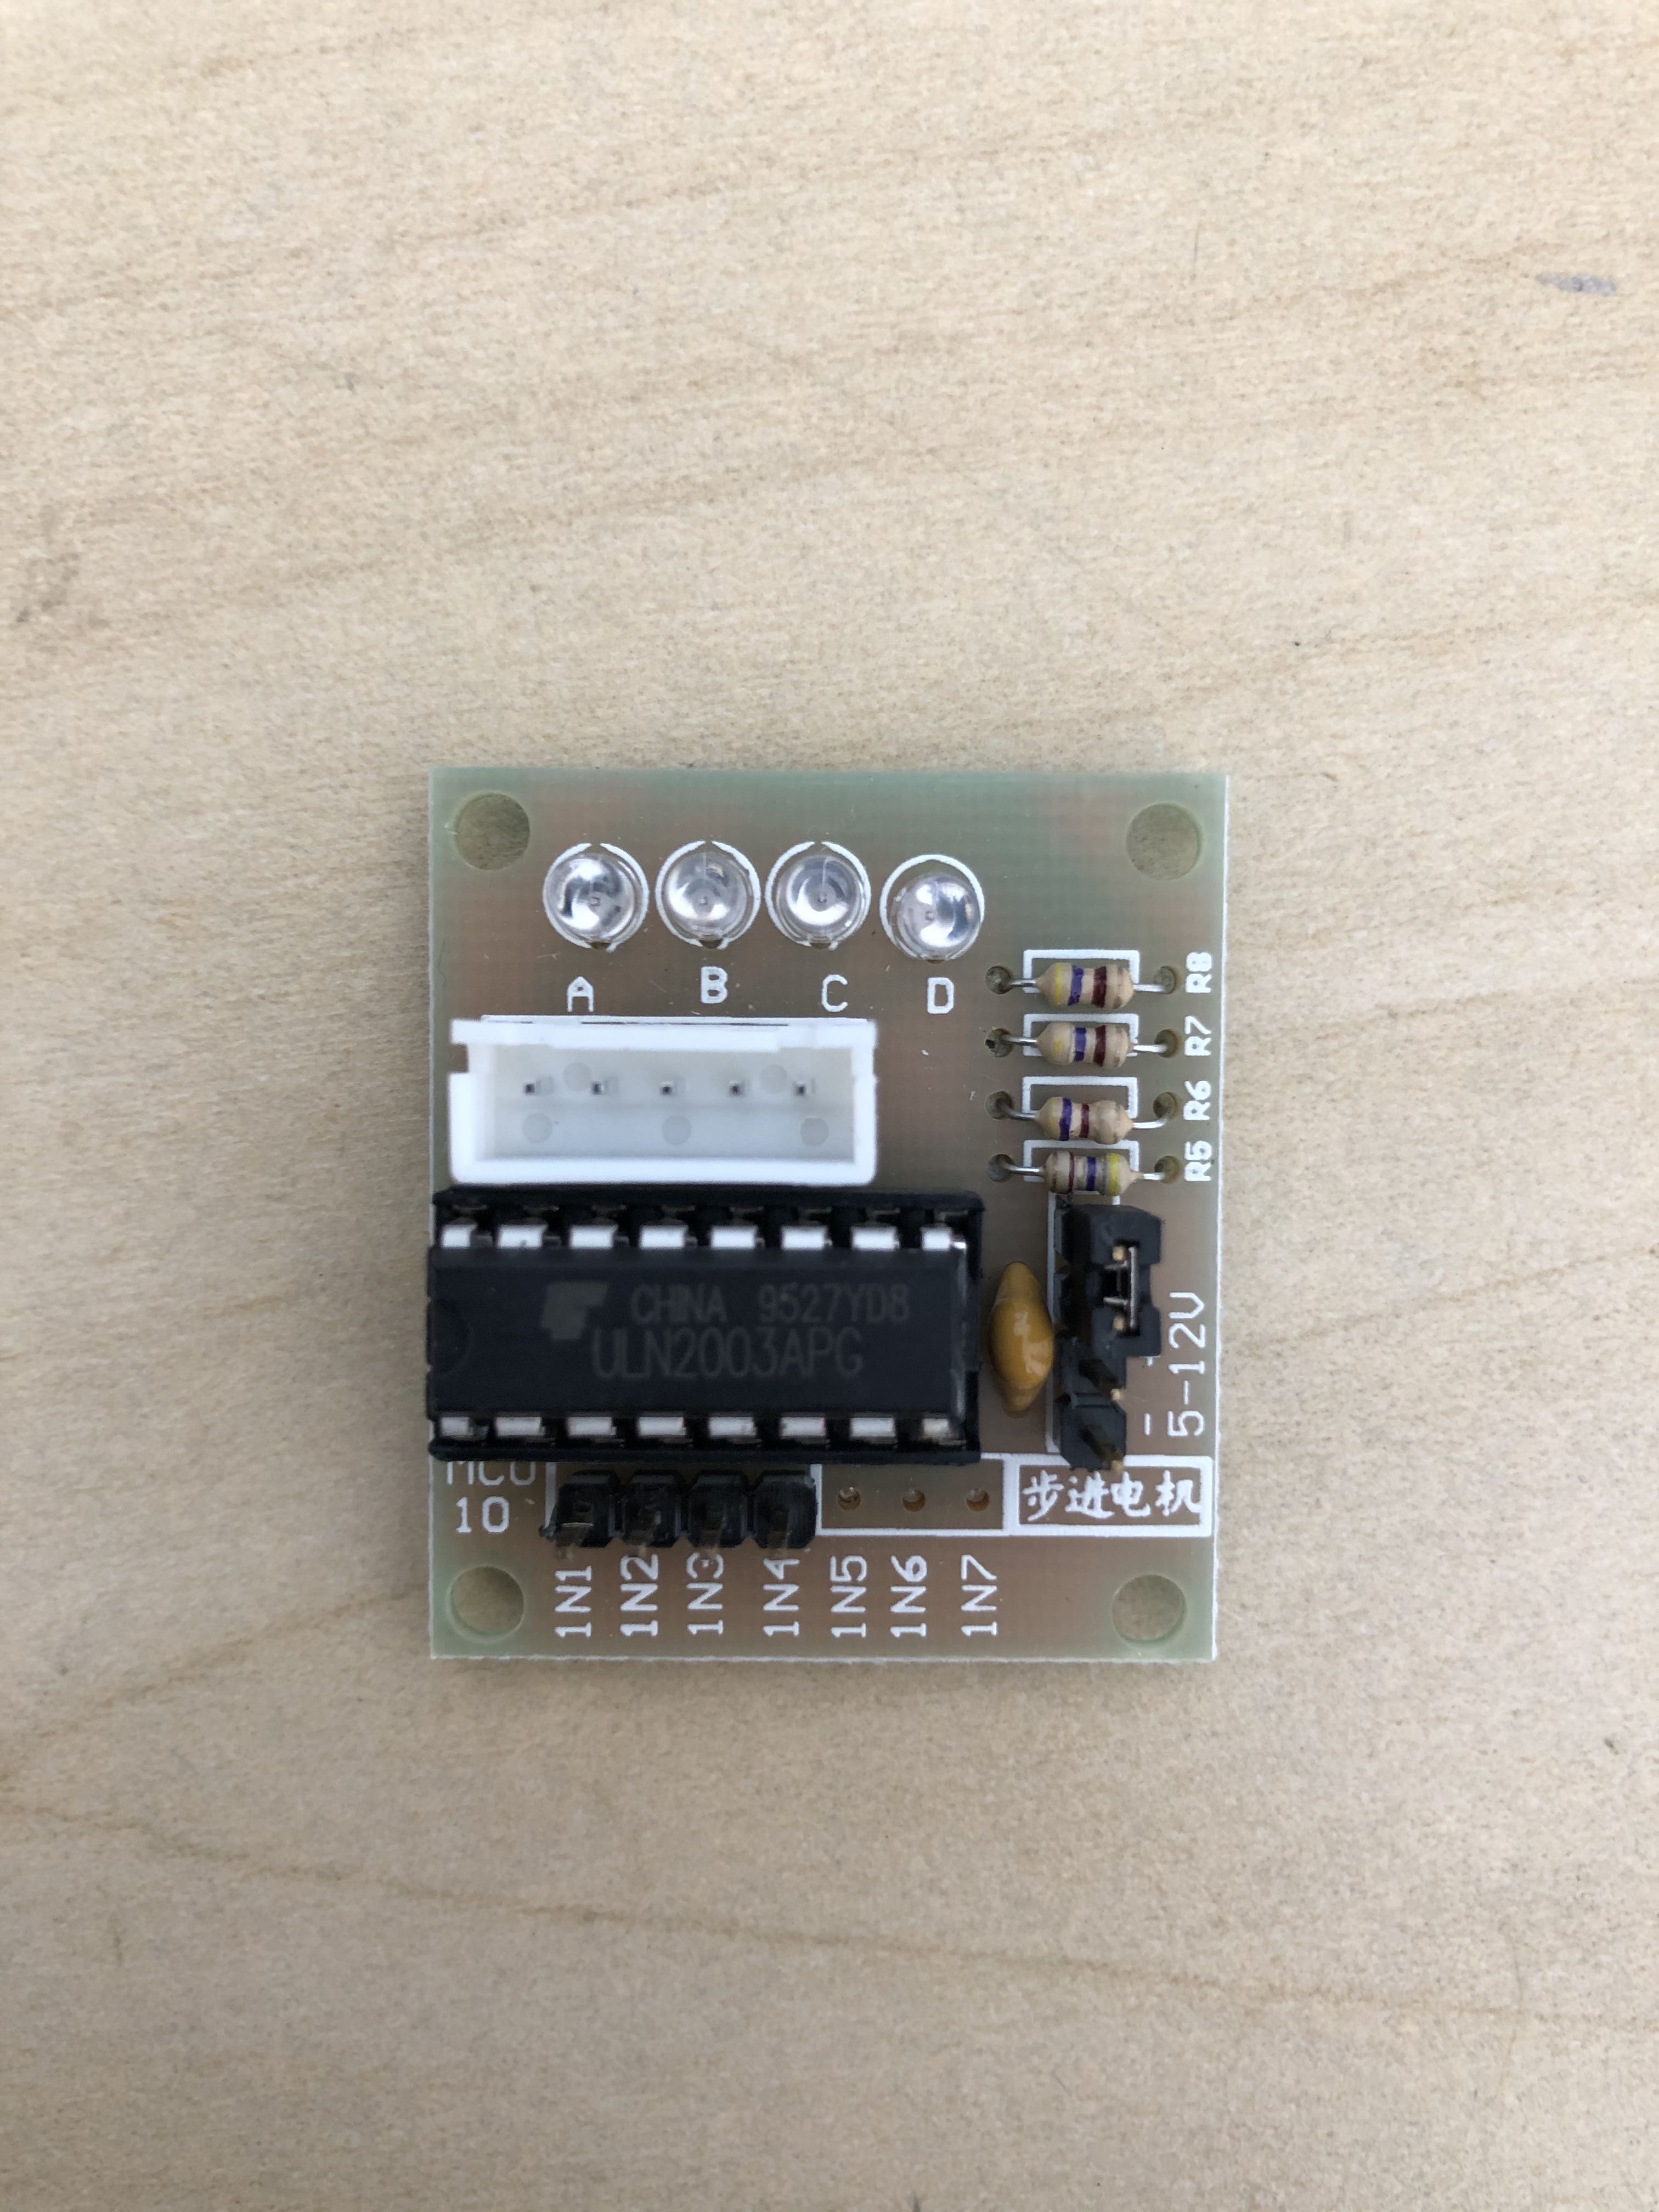 A B C D
R8
R7
R6
R5
CHINA 9527YD8
ULN2003APG
- + 5-12V
MCU
10
步进电机
1N1 1N2 1N3 1N4 1N5 1N6 1N7